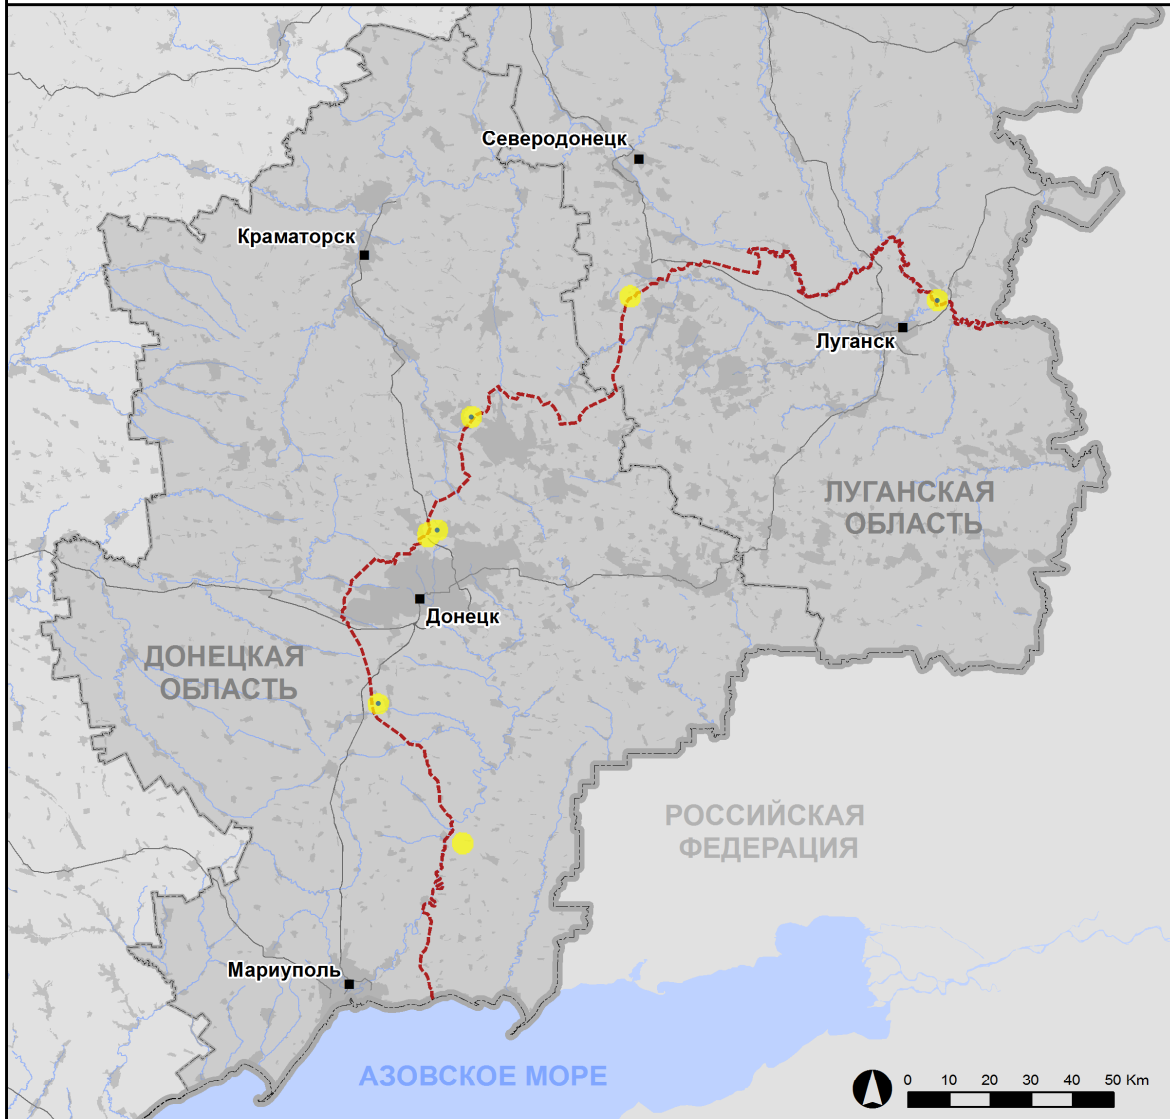 Северодонецк
Краматорск
Луганск
ЛУГАНСКАЯ
ОБЛАСТЬ
Донецк
ДОНЕЦКАЯ
ОБЛАСТЬ
РОССИЙСКАЯ
ФЕДЕРАЦИЯ
Мариуполь
АЗОВСКОЕ МОРЕ
0 10 20 30 40 50 Km